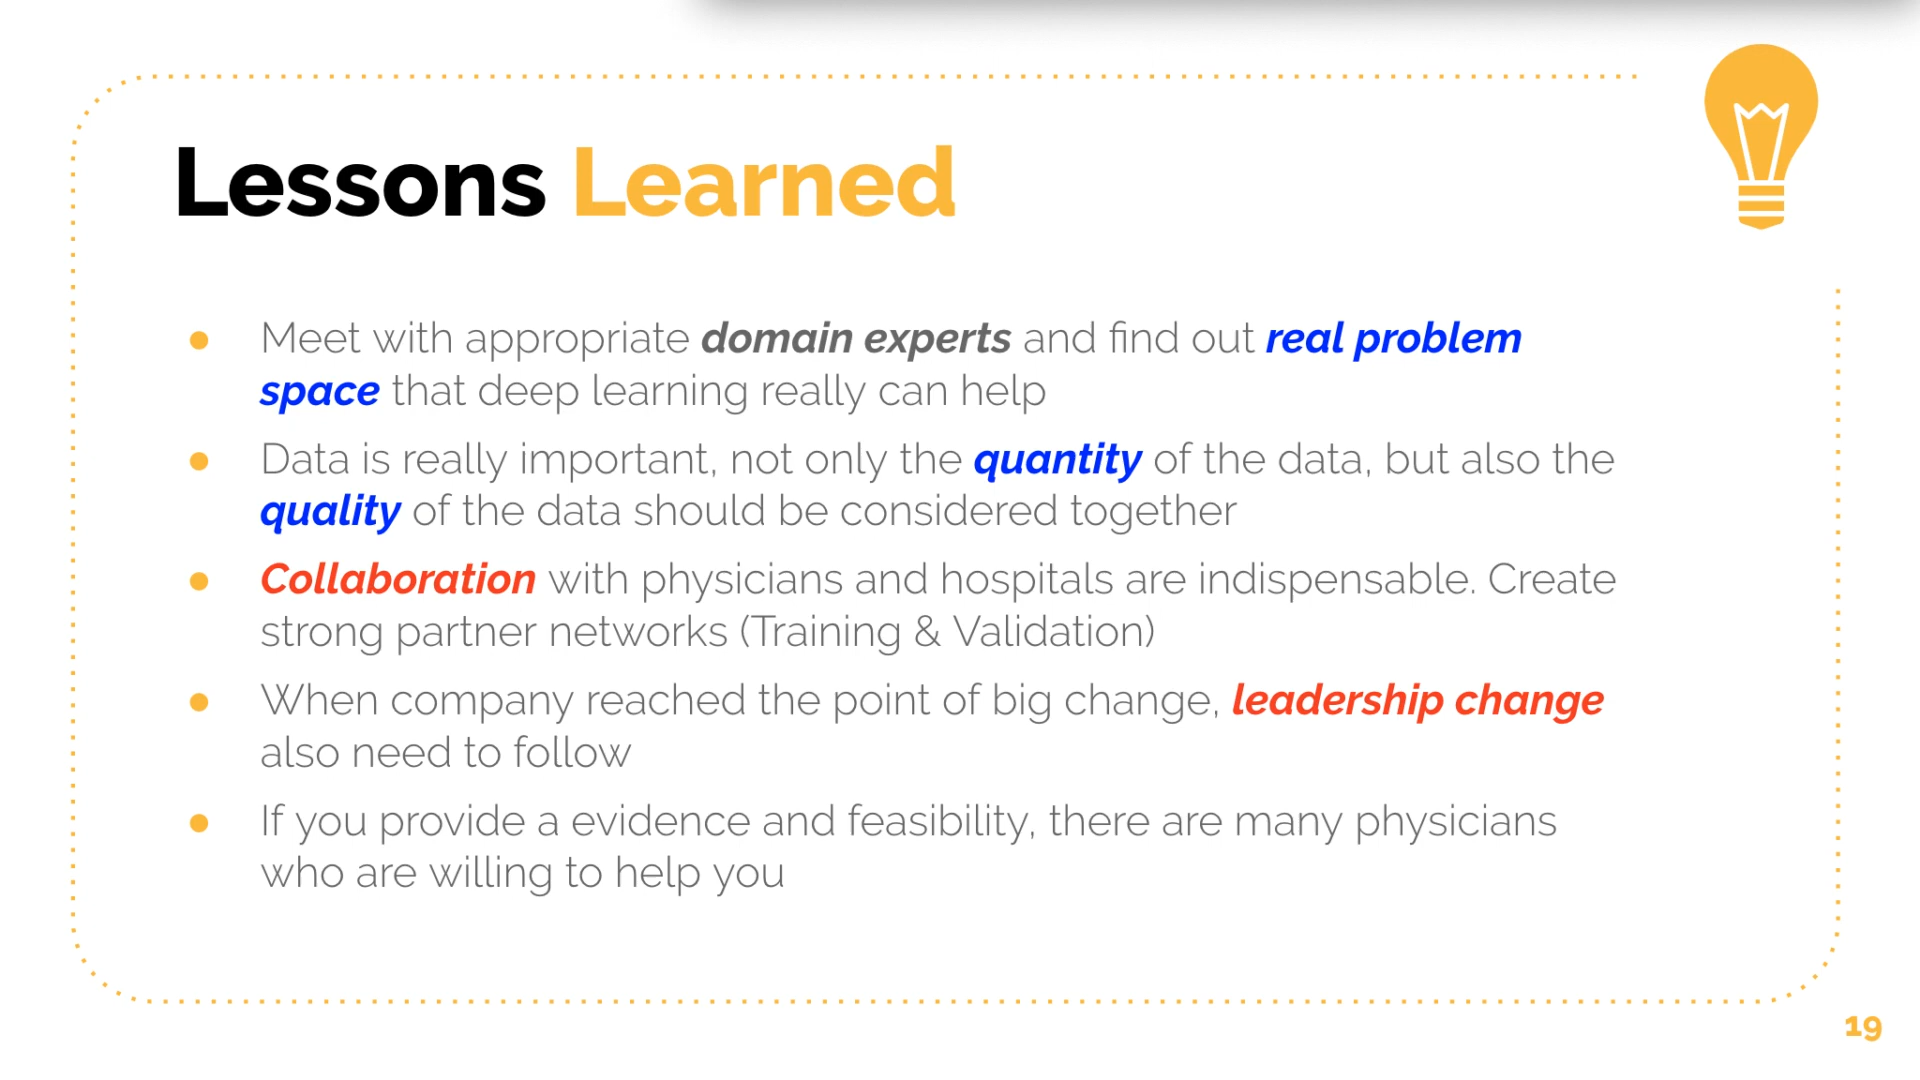 Lessons Learned
● Meet with appropriate domain experts and find out real problem
space that deep learning really can help
● Data is really important, not only the quantity of the data, but also the
quality of the data should be considered together
● Collaboration with physicians and hospitals are indispensable. Create
strong partner networks (Training & Validation)
● When company reached the point of big change, leadership change
also need to follow
● If you provide a evidence and feasibility, there are many physicians
who are willing to help you
19